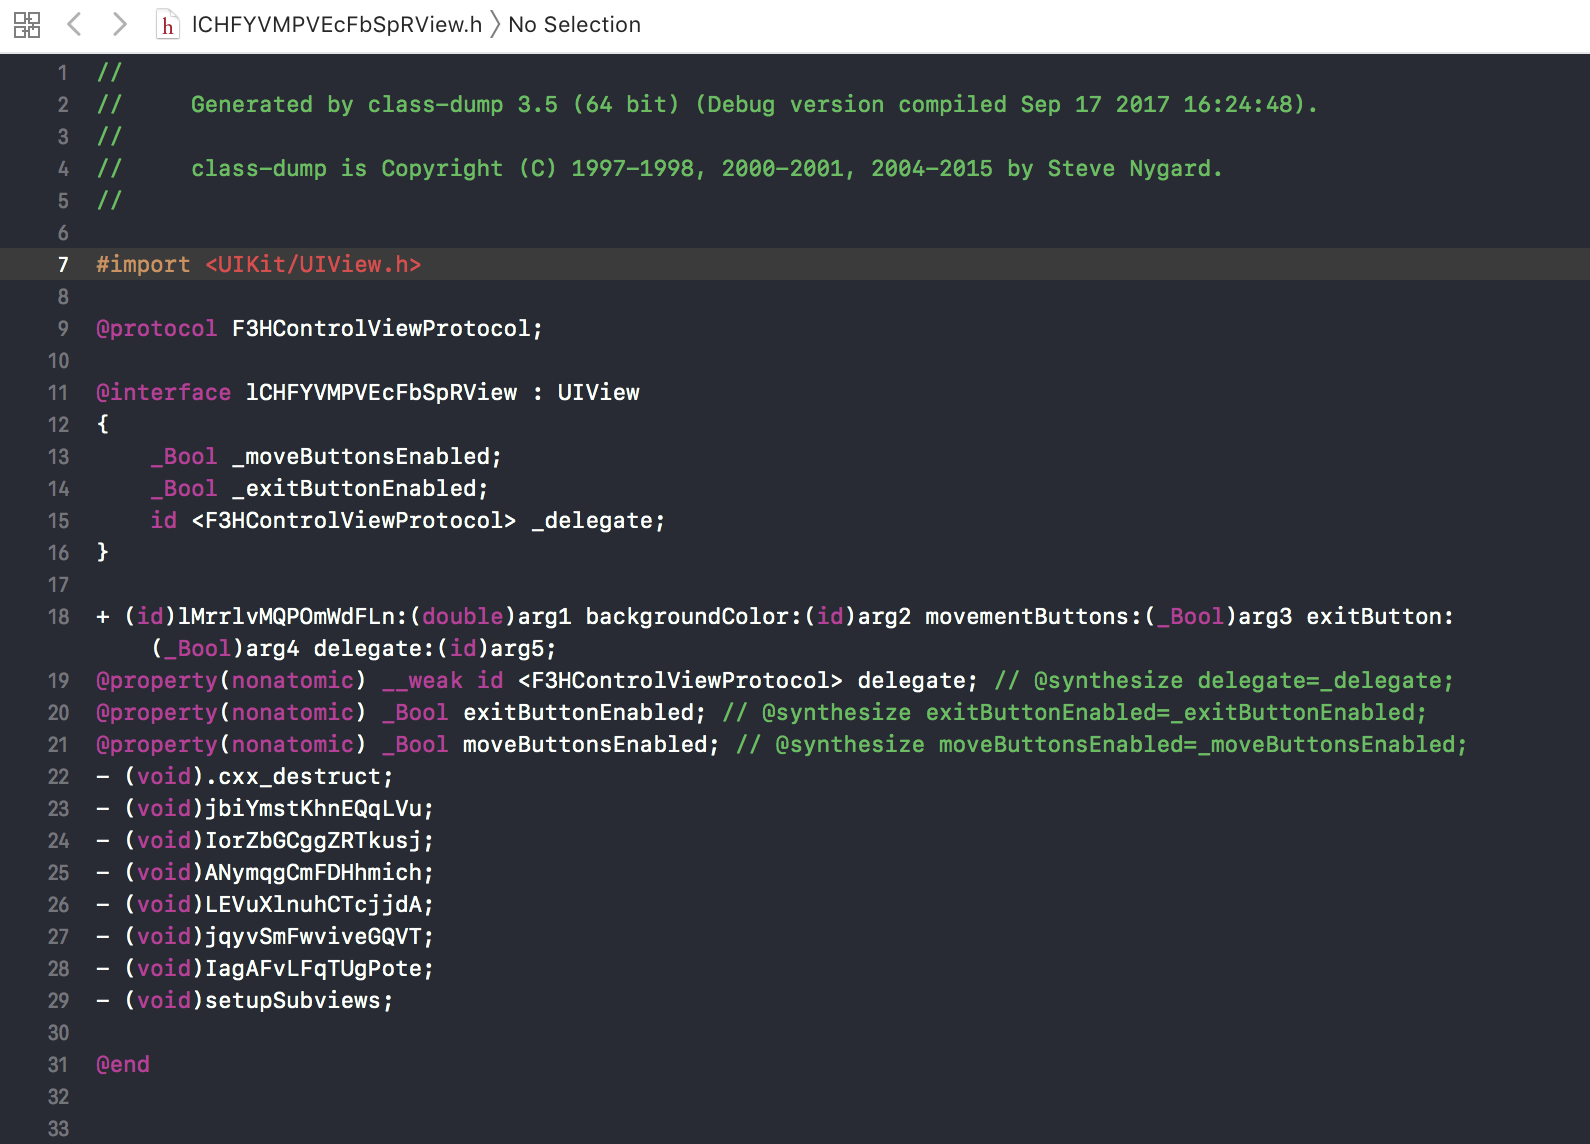 lCHFYVMPVEcFbSpRView.h 〉 No Selection
1 //
2 //      Generated by class-dump 3.5 (64 bit) (Debug version compiled Sep 17 2017 16:24:48).
3 //
4 //      class-dump is Copyright (C) 1997-1998, 2000-2001, 2004-2015 by Steve Nygard.
5 //
6
7 #import <UIKit/UIView.h>
8
9 @protocol F3HControlViewProtocol;
10
11 @interface lCHFYVMPVEcFbSpRView : UIView
12 {
13     _Bool _moveButtonsEnabled;
14     _Bool _exitButtonEnabled;
15     id <F3HControlViewProtocol> _delegate;
16 }
17
18 + (id)lMrrlvMQPOmWdFLn:(double)arg1 backgroundColor:(id)arg2 movementButtons:(_Bool)arg3 exitButton:
(_Bool)arg4 delegate:(id)arg5;
19 @property(nonatomic) __weak id <F3HControlViewProtocol> delegate; // @synthesize delegate=_delegate;
20 @property(nonatomic) _Bool exitButtonEnabled; // @synthesize exitButtonEnabled=_exitButtonEnabled;
21 @property(nonatomic) _Bool moveButtonsEnabled; // @synthesize moveButtonsEnabled=_moveButtonsEnabled;
22 - (void).cxx_destruct;
23 - (void)jbiYmstKhnEQqLVu;
24 - (void)IorZbGCggZRTkusj;
25 - (void)ANymqgCmFDHhmich;
26 - (void)LEVuXlnuhCTcjjdA;
27 - (void)jqyvSmFwviveGQVT;
28 - (void)IagAFvLFqTUgPote;
29 - (void)setupSubviews;
30
31 @end
32
33